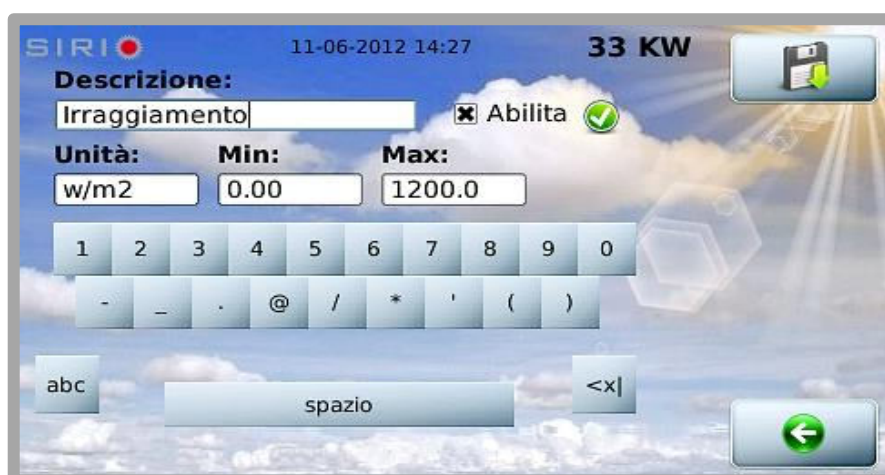 SIRIO 11-06-2012 14:27 33 KW
Descrizione:
Irraggiamento Abilita
Unità: Min: Max:
w/m2 0.00 1200.0
1 2 3 4 5 6 7 8 9 0
- _ . @ / * ' ( )
abc spazio <x|